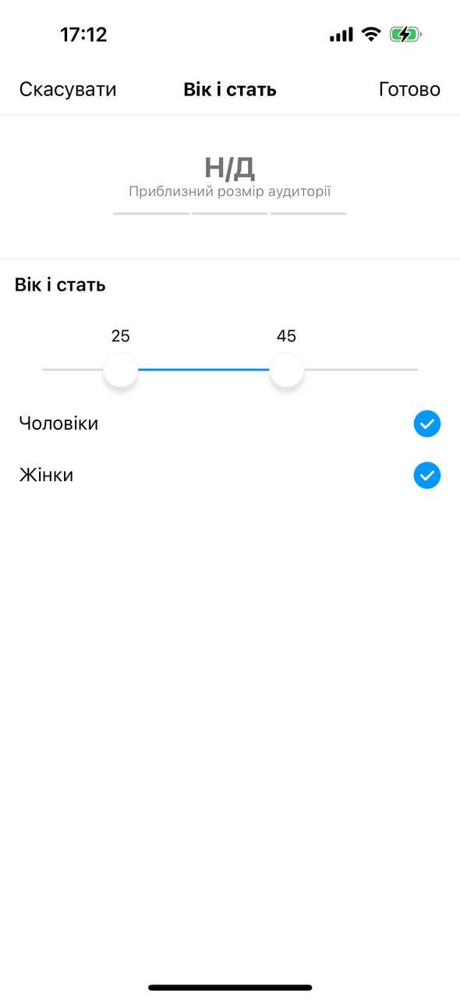 17:12
Скасувати Вік і стать Готово
Н/Д
Приблизний розмір аудиторії
Вік і стать
25 45
Чоловіки
Жінки